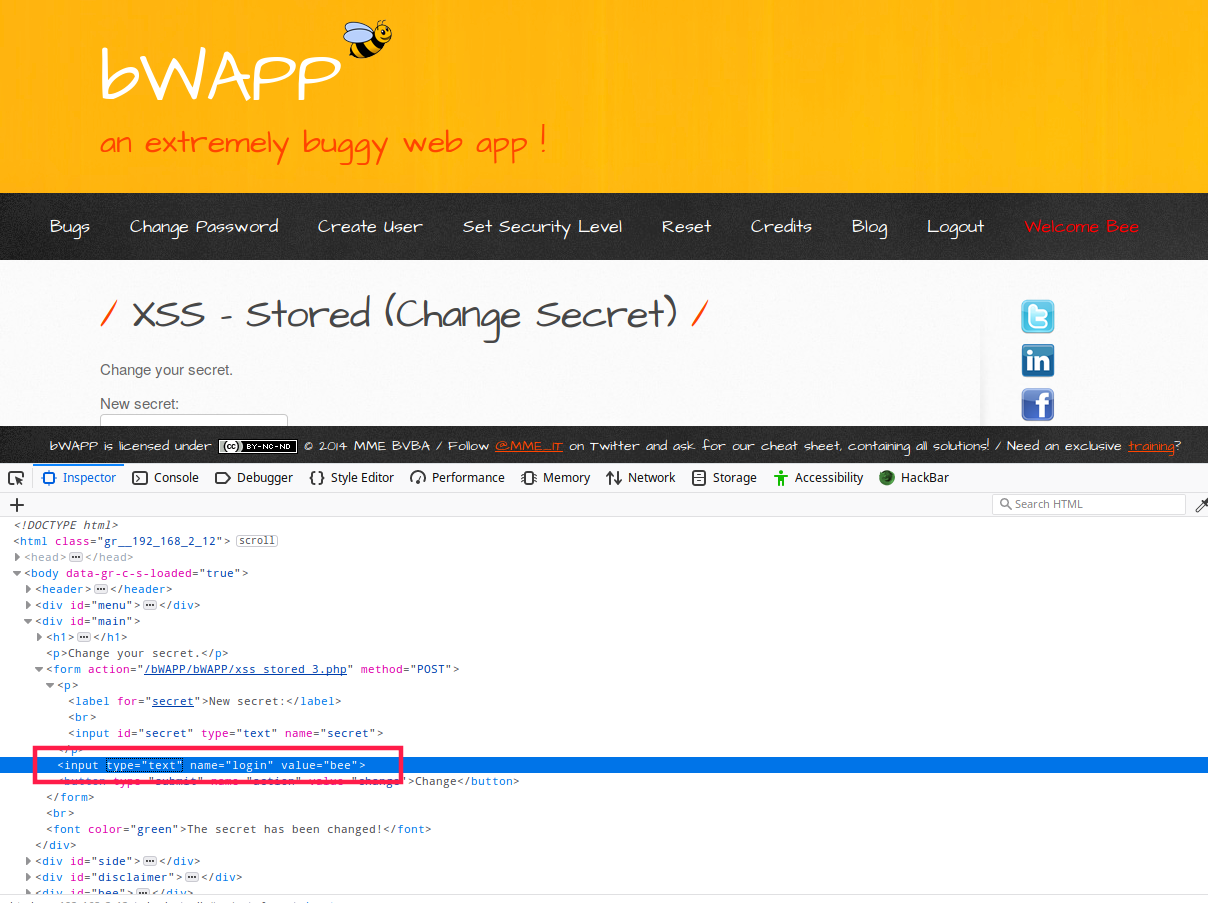 bWAPP
an extremely buggy web app !
Bugs Change Password Create User Set Security Level Reset Credits Blog Logout Welcome Bee
/ XSS - Stored (Change Secret) /
Change your secret.
New secret:
bWAPP is licensed under (cc) BY-NC-ND © 2014 MME BVBA / Follow @MME_IT on Twitter and ask for our cheat sheet, containing all solutions! / Need an exclusive training?
Inspector Console Debugger Style Editor Performance Memory Network Storage Accessibility HackBar
Search HTML
<!DOCTYPE html>
<html class="gr__192_168_2_12"> scroll
<head> ••• </head>
<body data-gr-c-s-loaded="true">
<header> ••• </header>
<div id="menu"> ••• </div>
<div id="main">
<h1> ••• </h1>
<p>Change your secret.</p>
<form action="/bWAPP/bWAPP/xss_stored_3.php" method="POST">
<p>
<label for="secret">New secret:</label>
<br>
<input id="secret" type="text" name="secret">
</p>
<input type="text" name="login" value="bee">
<button type="submit" name="action" value="change">Change</button>
</form>
<br>
<font color="green">The secret has been changed!</font>
</div>
<div id="side"> ••• </div>
<div id="disclaimer"> ••• </div>
<div id="bee"> ••• </div>